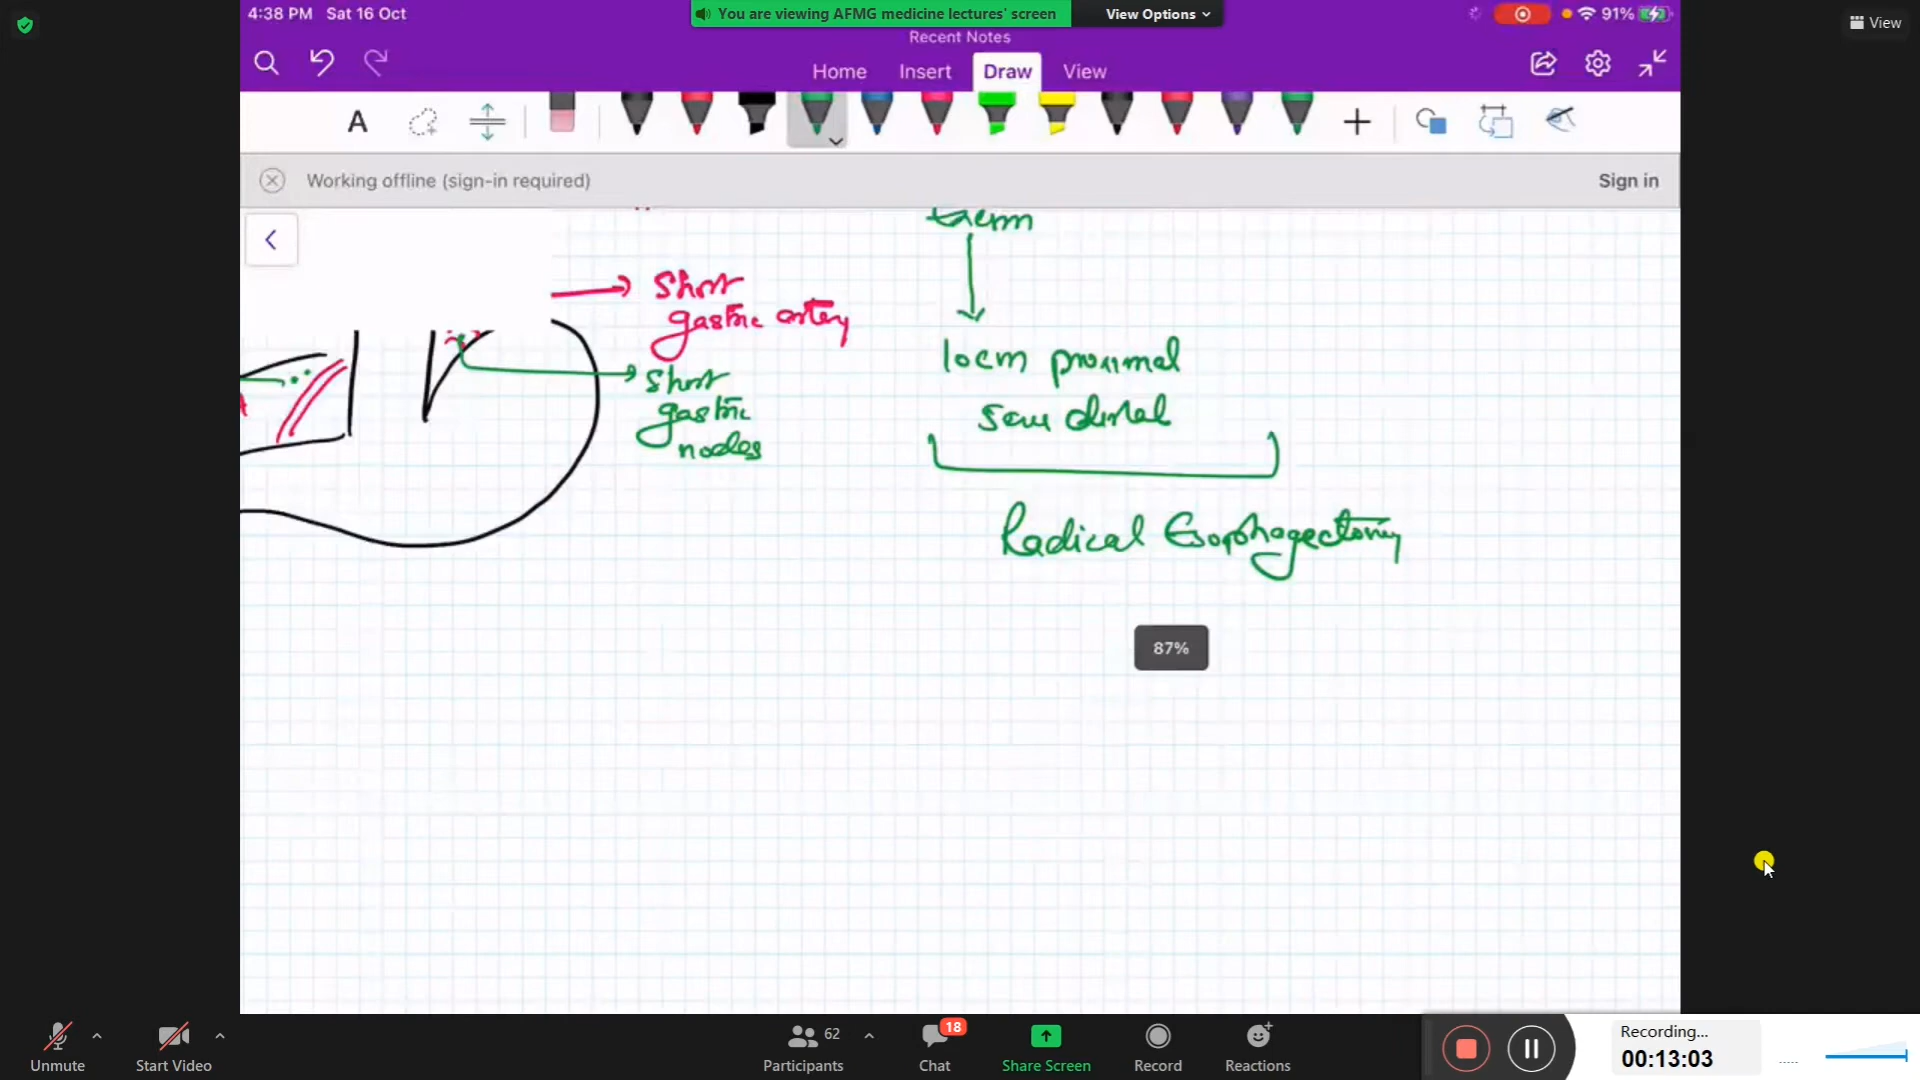 4:38 PM Sat 16 Oct
You are viewing AFMG medicine lectures' screen
View Options
91%
View
Recent Notes
Home Insert Draw View
A
Working offline (sign-in required)
Sign in
Short
gastric artery
Short
gastric
nodes
10cm proximal
5cm distal
Radical Esophagectomy
87%
Unmute
Start Video
Participants 62
Chat 18
Share Screen
Record
Reactions
Recording...
00:13:03